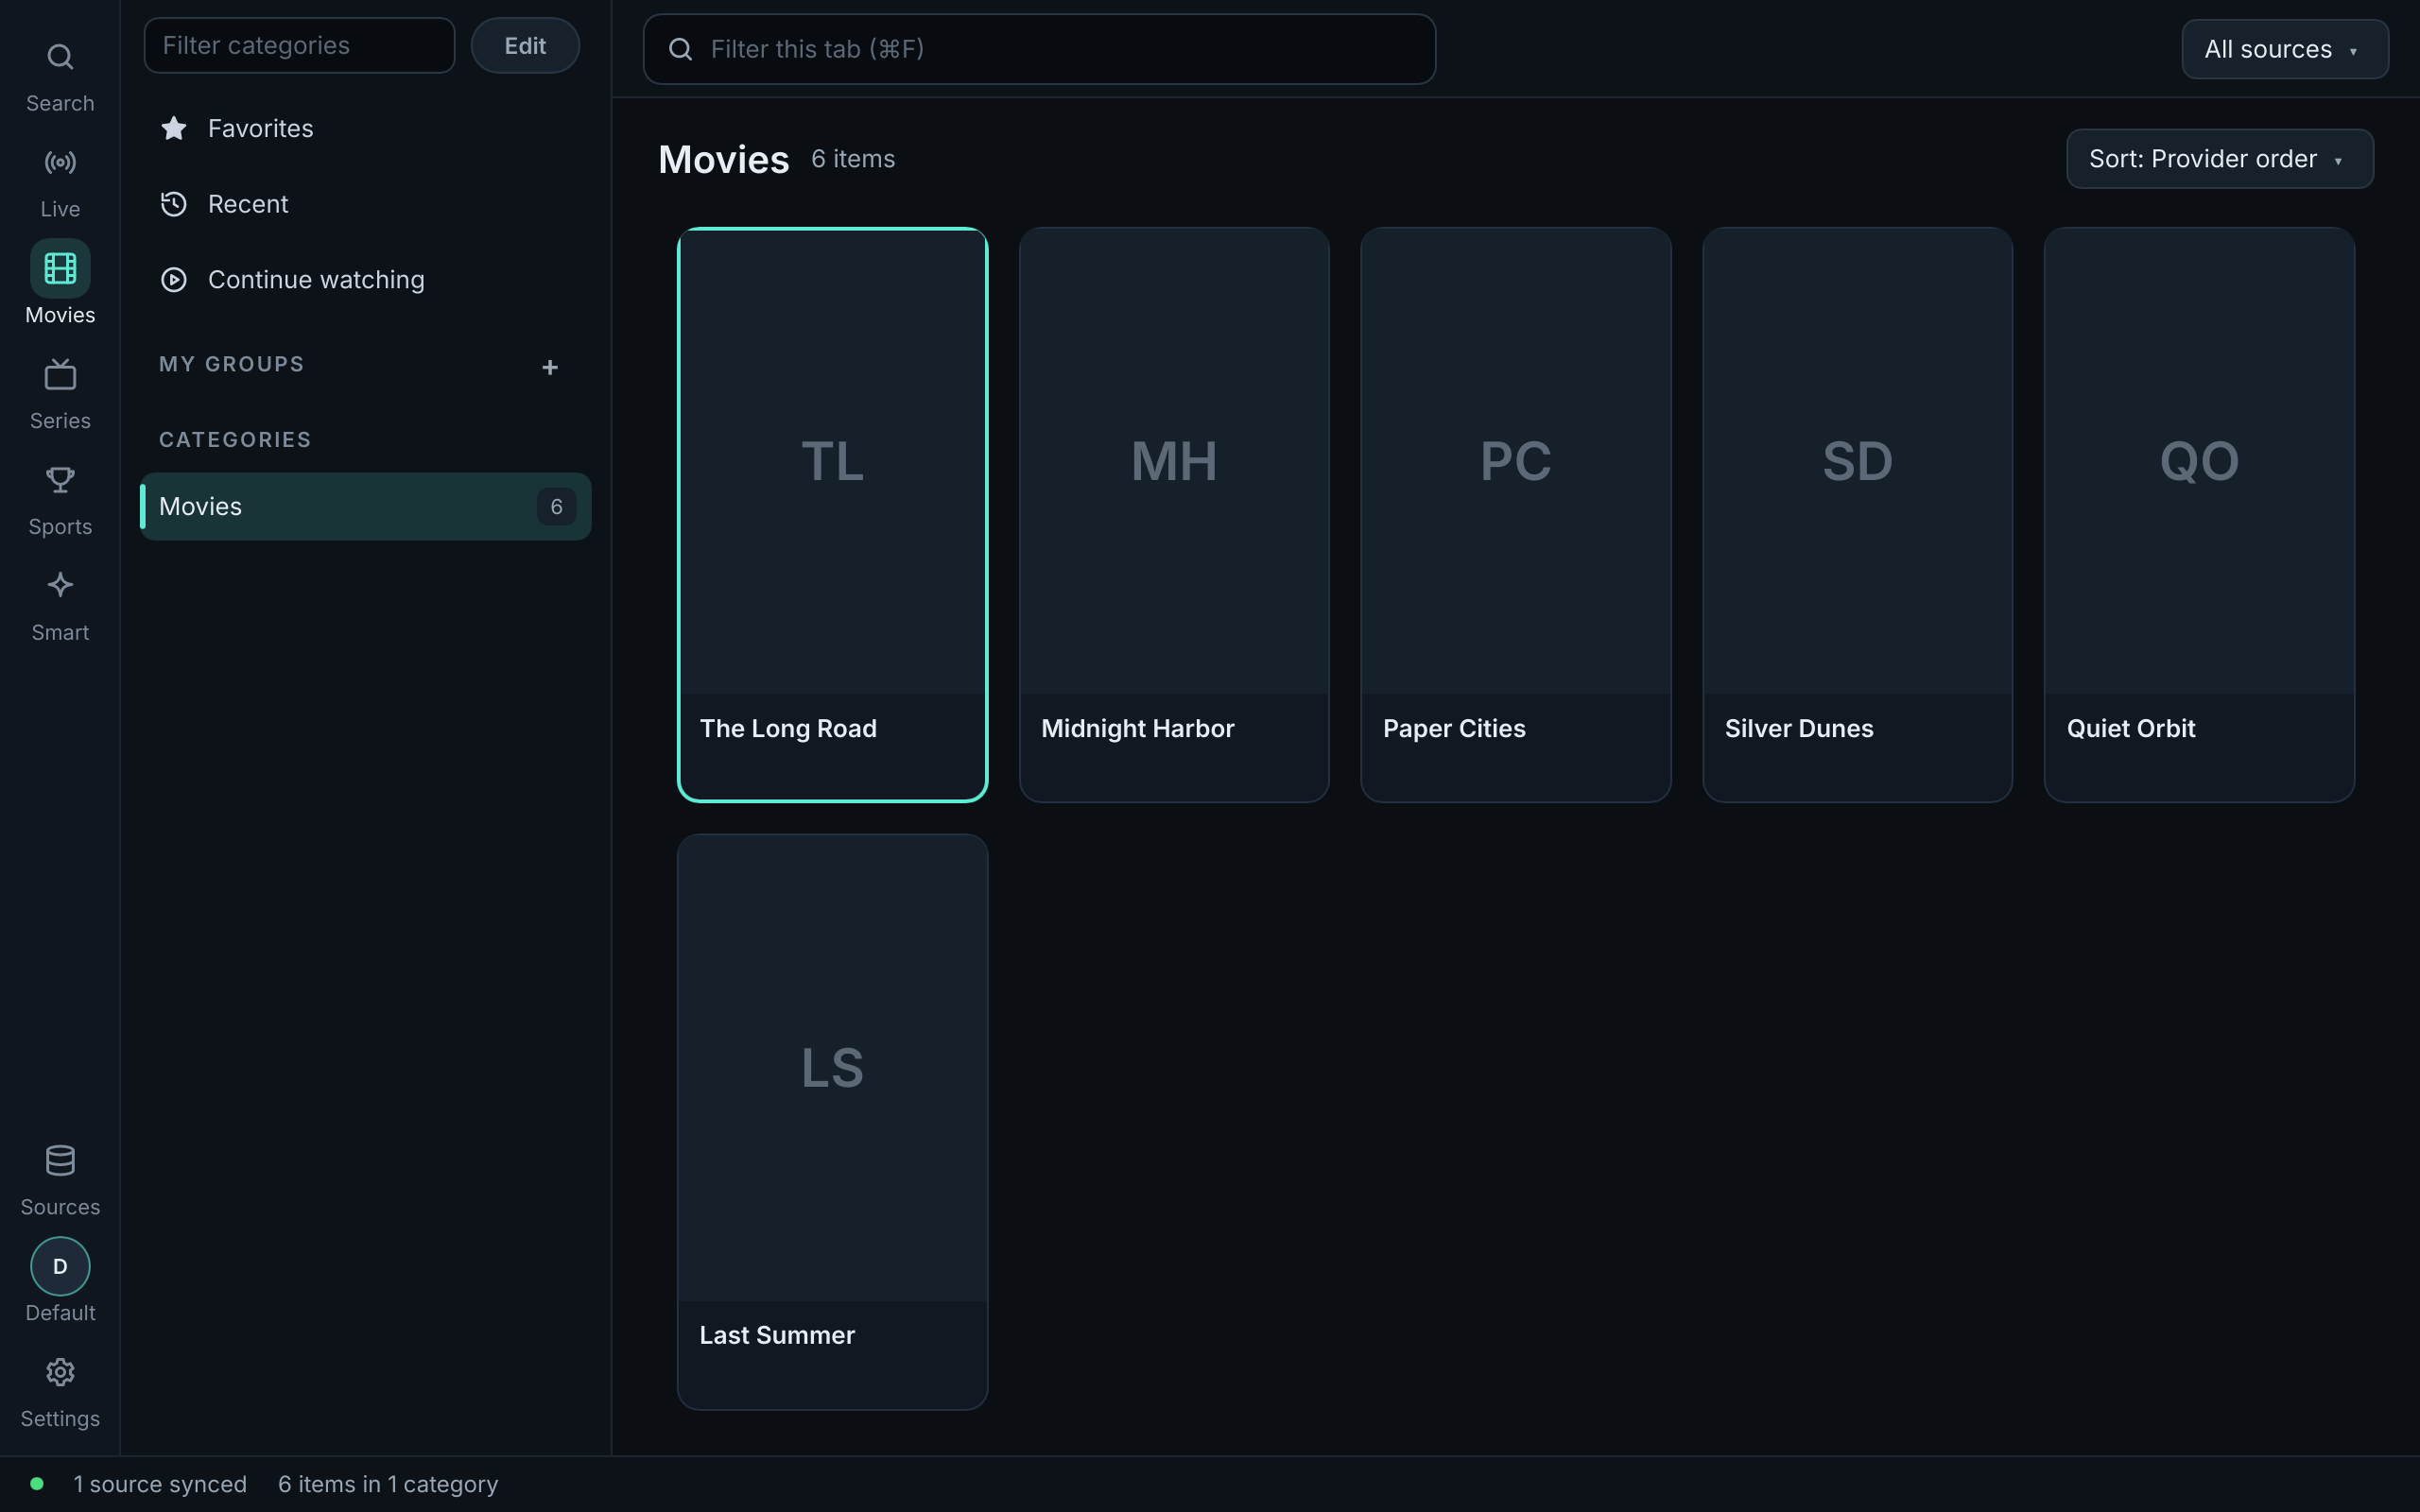 Search
Live
Movies
Series
Sports
Smart
Sources
D
Default
Settings
Filter categories
Edit
Favorites
Recent
Continue watching
MY GROUPS +
CATEGORIES
Movies 6
Filter this tab (⌘F)
All sources ▾
Movies 6 items
Sort: Provider order ▾
TL
The Long Road
MH
Midnight Harbor
PC
Paper Cities
SD
Silver Dunes
QO
Quiet Orbit
LS
Last Summer
1 source synced 6 items in 1 category